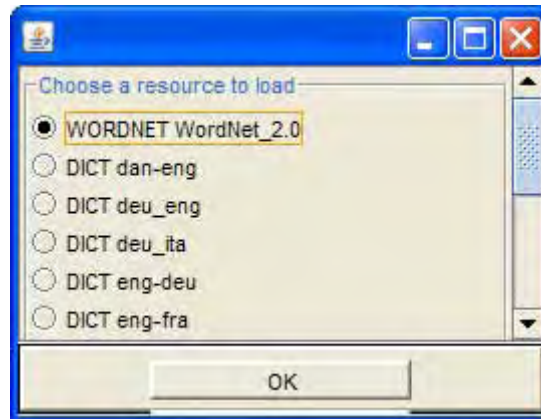 Choose a resource to load
WORDNET WordNet_2.0
DICT dan-eng
DICT deu_eng
DICT deu_ita
DICT eng-deu
DICT eng-fra
OK